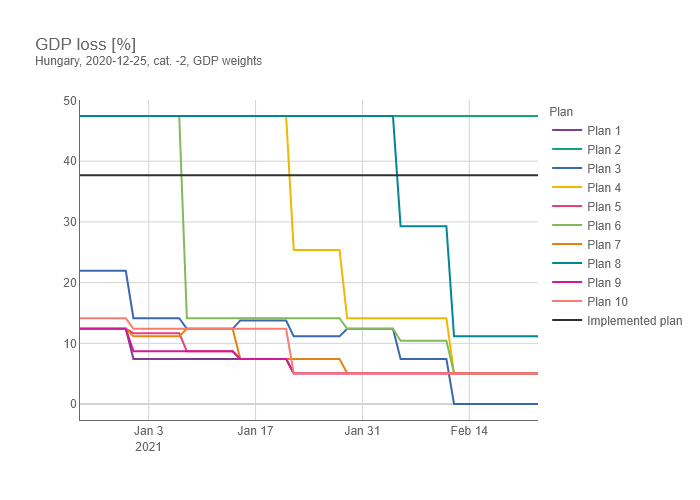 GDP loss [%]
Hungary, 2020-12-25, cat. -2, GDP weights
50
40
30
20
10
0
Jan 3
2021
Jan 17
Jan 31
Feb 14
Plan
Plan 1
Plan 2
Plan 3
Plan 4
Plan 5
Plan 6
Plan 7
Plan 8
Plan 9
Plan 10
Implemented plan